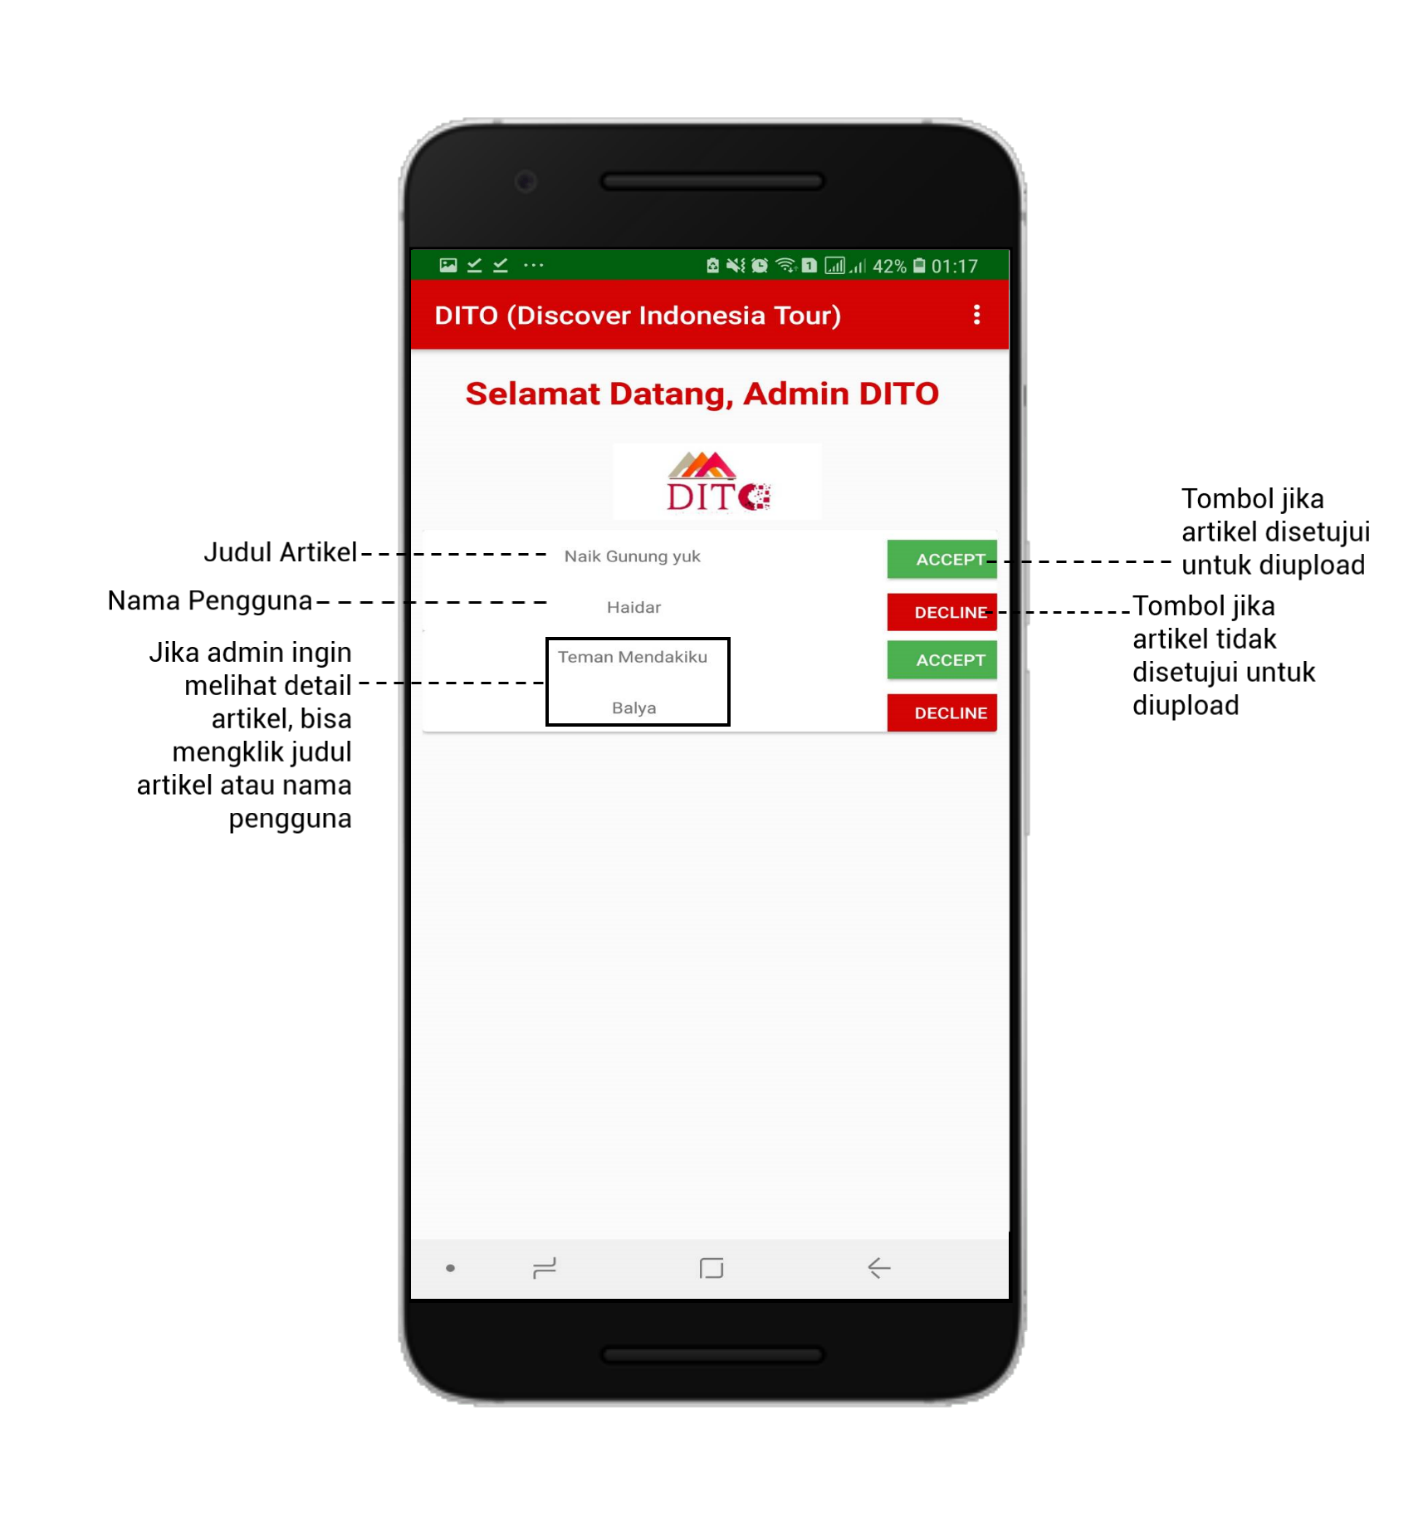 42% 01:17
DITO (Discover Indonesia Tour)
Selamat Datang, Admin DITO
DITO
Judul Artikel
Naik Gunung yuk
ACCEPT
Nama Pengguna
Haidar
DECLINE
Jika admin ingin
melihat detail
artikel, bisa
mengklik judul
artikel atau nama
pengguna
Teman Mendakiku
ACCEPT
Balya
DECLINE
Tombol jika
artikel disetujui
untuk diupload
Tombol jika
artikel tidak
disetujui untuk
diupload